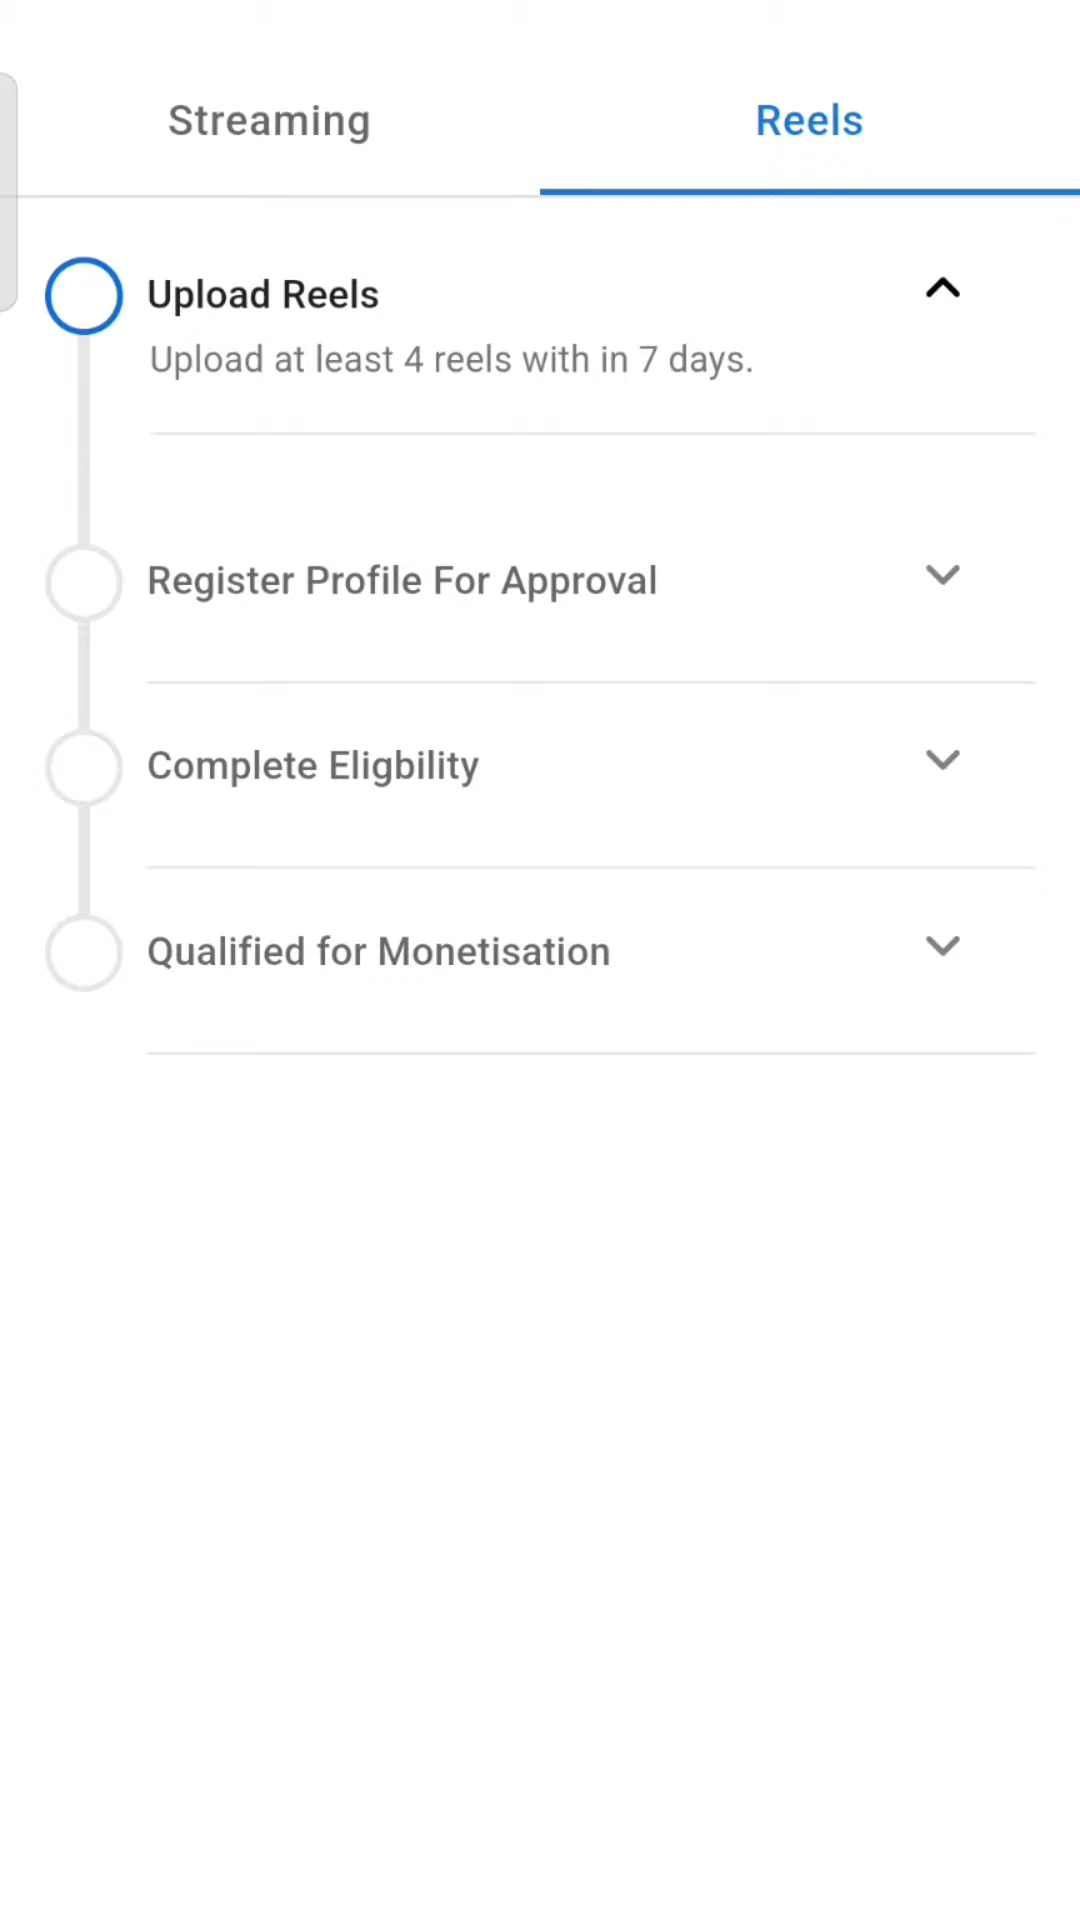 Streaming
Reels
Upload Reels
Upload at least 4 reels with in 7 days.
Register Profile For Approval
Complete Eligbility
Qualified for Monetisation